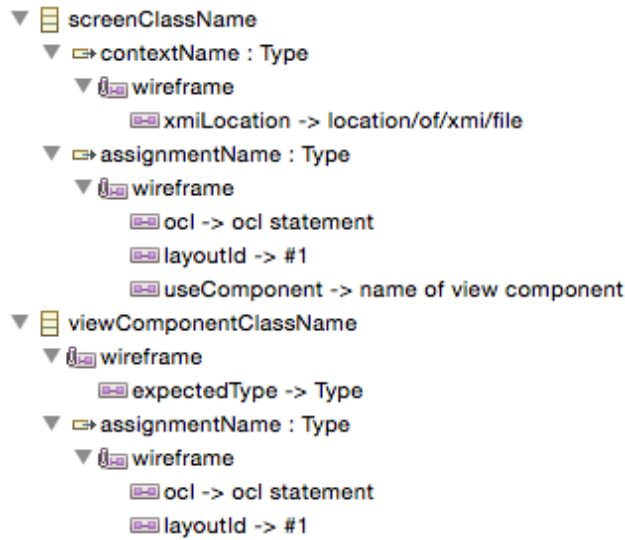 screenClassName
contextName : Type
wireframe
xmiLocation -> location/of/xmi/file
assignmentName : Type
wireframe
ocl -> ocl statement
layoutId -> #1
useComponent -> name of view component
viewComponentClassName
wireframe
expectedType -> Type
assignmentName : Type
wireframe
ocl -> ocl statement
layoutId -> #1